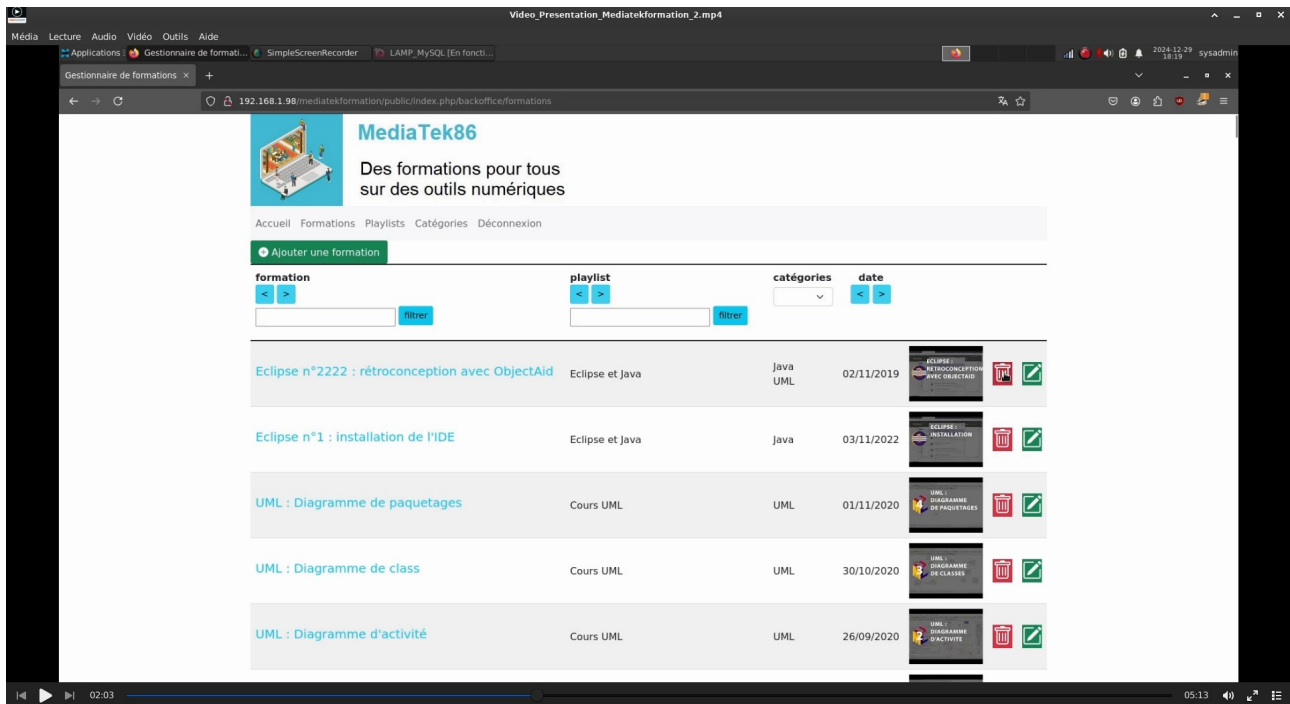 Video_Presentation_Mediatekformation_2.mp4
Média Lecture Audio Vidéo Outils Aide
Applications Gestionnaire de formati... SimpleScreenRecorder LAMP_MySQL [En foncti... 2024-12-29 18:19 sysadmin
Gestionnaire de formations × +
192.168.1.98/mediatekformation/public/index.php/backoffice/formations
MediaTek86
Des formations pour tous
sur des outils numériques
Accueil Formations Playlists Catégories Déconnexion
Ajouter une formation
formation playlist catégories date
< > < > < >
filtrer filtrer
Eclipse n°2222 : rétroconception avec ObjectAid Eclipse et Java Java UML 02/11/2019
ECLIPSE :
RETROCONCEPTION
AVEC OBJECTAID
Eclipse n°1 : installation de l'IDE Eclipse et Java Java 03/11/2022
ECLIPSE :
INSTALLATION
UML : Diagramme de paquetages Cours UML UML 01/11/2020
UML :
DIAGRAMME
DE PAQUETAGES
4
UML : Diagramme de class Cours UML UML 30/10/2020
UML :
DIAGRAMME
DE CLASSES
3
UML : Diagramme d'activité Cours UML UML 26/09/2020
UML :
DIAGRAMME
D'ACTIVITE
2
02:03 05:13